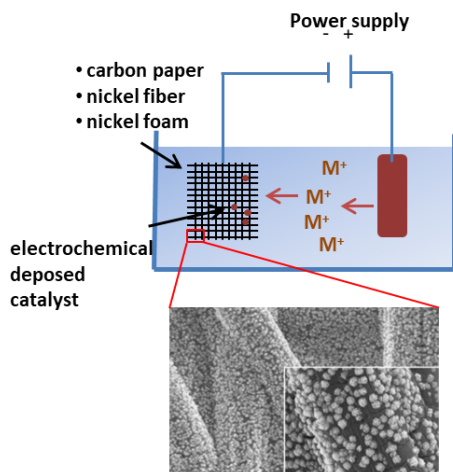 Power supply
- +
• carbon paper
• nickel fiber
• nickel foam
M+
M+
M+
M+
electrochemical
deposed
catalyst